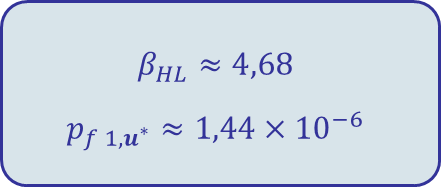 β_HL ≈ 4,68
p_f 1,u* ≈ 1,44 × 10⁻⁶